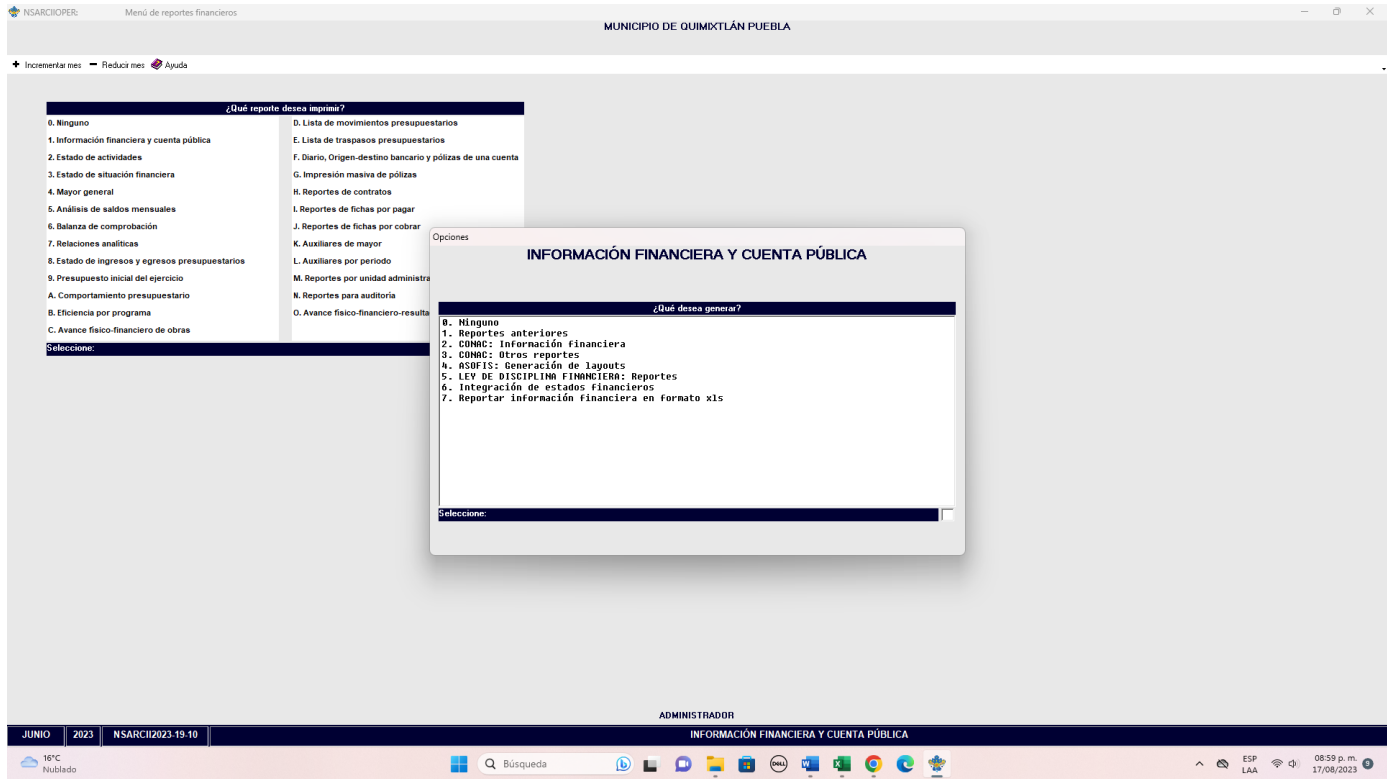 NSARCIIOPER: Menú de reportes financieros
MUNICIPIO DE QUIMIXTLÁN PUEBLA
Incrementar mes Reducir mes Ayuda
¿Qué reporte desea imprimir?
0. Ninguno
1. Información financiera y cuenta pública
2. Estado de actividades
3. Estado de situación financiera
4. Mayor general
5. Análisis de saldos mensuales
6. Balanza de comprobación
7. Relaciones analíticas
8. Estado de ingresos y egresos presupuestarios
9. Presupuesto inicial del ejercicio
A. Comportamiento presupuestario
B. Eficiencia por programa
C. Avance físico-financiero de obras
D. Lista de movimientos presupuestarios
E. Lista de traspasos presupuestarios
F. Diario, Origen-destino bancario y pólizas de una cuenta
G. Impresión masiva de pólizas
H. Reportes de contratos
I. Reportes de fichas por pagar
J. Reportes de fichas por cobrar
K. Auxiliares de mayor
L. Auxiliares por periodo
M. Reportes por unidad administra
N. Reportes para auditoría
O. Avance físico-financiero-resulta
Seleccione:
Opciones
INFORMACIÓN FINANCIERA Y CUENTA PÚBLICA
¿Qué desea generar?
0. Ninguno
1. Reportes anteriores
2. CONAC: Información financiera
3. CONAC: Otros reportes
4. ASOFIS: Generación de layouts
5. LEY DE DISCIPLINA FINANCIERA: Reportes
6. Integración de estados financieros
7. Reportar información financiera en formato xls
Seleccione:
ADMINISTRADOR
JUNIO 2023 NSARCII2023-19-10 INFORMACIÓN FINANCIERA Y CUENTA PÚBLICA
16°C
Nublado
Búsqueda
DELL
ESP
LAA
08:59 p. m.
17/08/2023
9